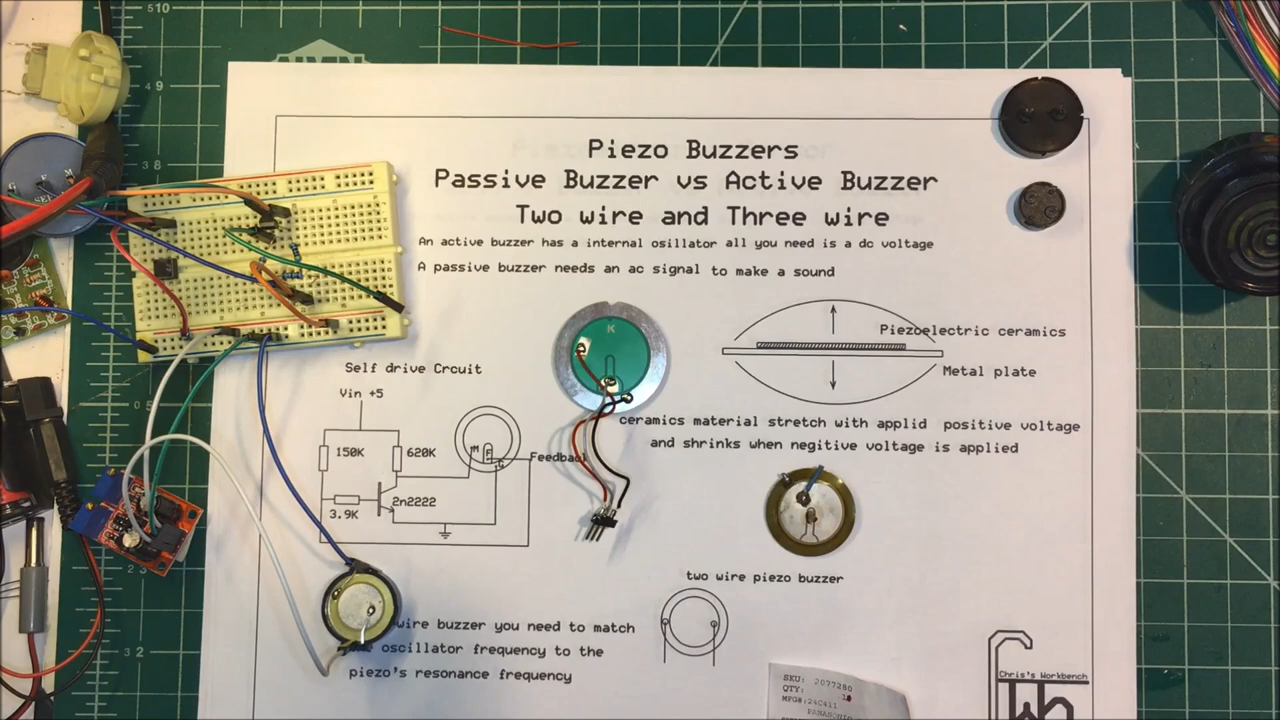 Piezo Buzzers
Passive Buzzer vs Active Buzzer
Two wire and Three wire
An active buzzer has a internal osillator all you need is a dc voltage
A passive buzzer needs an ac signal to make a sound
K
Piezoelectric ceramics
Metal plate
Self drive Crcuit
Vin +5
150K
620K
M
F
G
Feedback
3.9K
2n2222
ceramics material stretch with applid positive voltage
and shrinks when negitive voltage is applied
two wire piezo buzzer
wire buzzer you need to match
oscillator frequency to the
piezo's resonance frequency
SKU: 2077280
QTY:
MFG#:24C411
Chris's Workbench